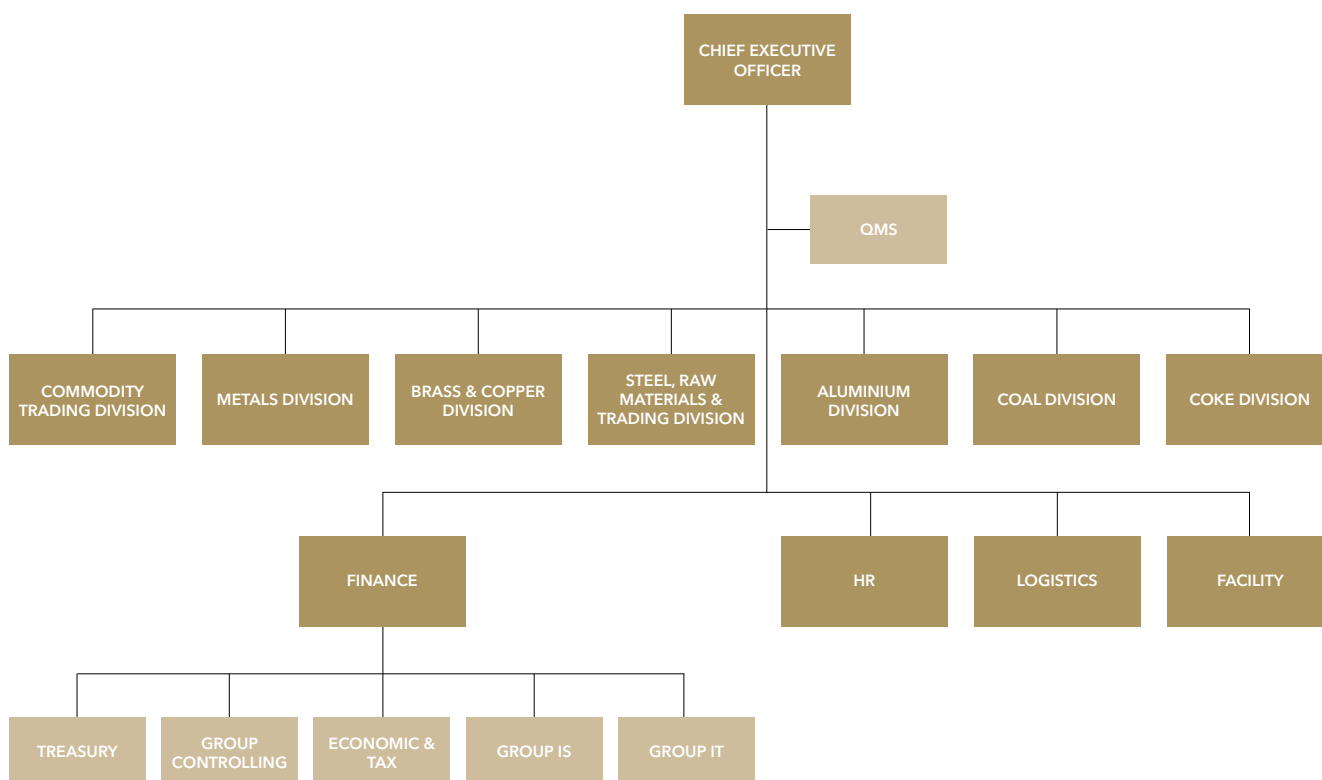 CHIEF EXECUTIVE
OFFICER
QMS
COMMODITY
TRADING DIVISION
METALS DIVISION
BRASS & COPPER
DIVISION
STEEL, RAW
MATERIALS &
TRADING DIVISION
ALUMINIUM
DIVISION
COAL DIVISION
COKE DIVISION
FINANCE
HR
LOGISTICS
FACILITY
TREASURY
GROUP
CONTROLLING
ECONOMIC &
TAX
GROUP IS
GROUP IT